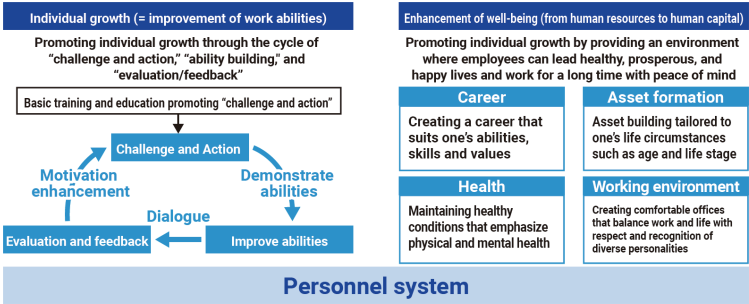 Individual growth (= improvement of work abilities)
Promoting individual growth through the cycle of
“challenge and action,” “ability building,” and
“evaluation/feedback”
Basic training and education promoting “challenge and action”
Challenge and Action
Motivation
enhancement
Demonstrate
abilities
Dialogue
Evaluation and feedback
Improve abilities
Enhancement of well-being (from human resources to human capital)
Promoting individual growth by providing an environment
where employees can lead healthy, prosperous, and
happy lives and work for a long time with peace of mind
Career
Creating a career that
suits one’s abilities,
skills and values
Asset formation
Asset building tailored to
one’s life circumstances
such as age and life stage
Health
Maintaining healthy
conditions that emphasize
physical and mental health
Working environment
Creating comfortable offices
that balance work and life with
respect and recognition of
diverse personalities
Personnel system